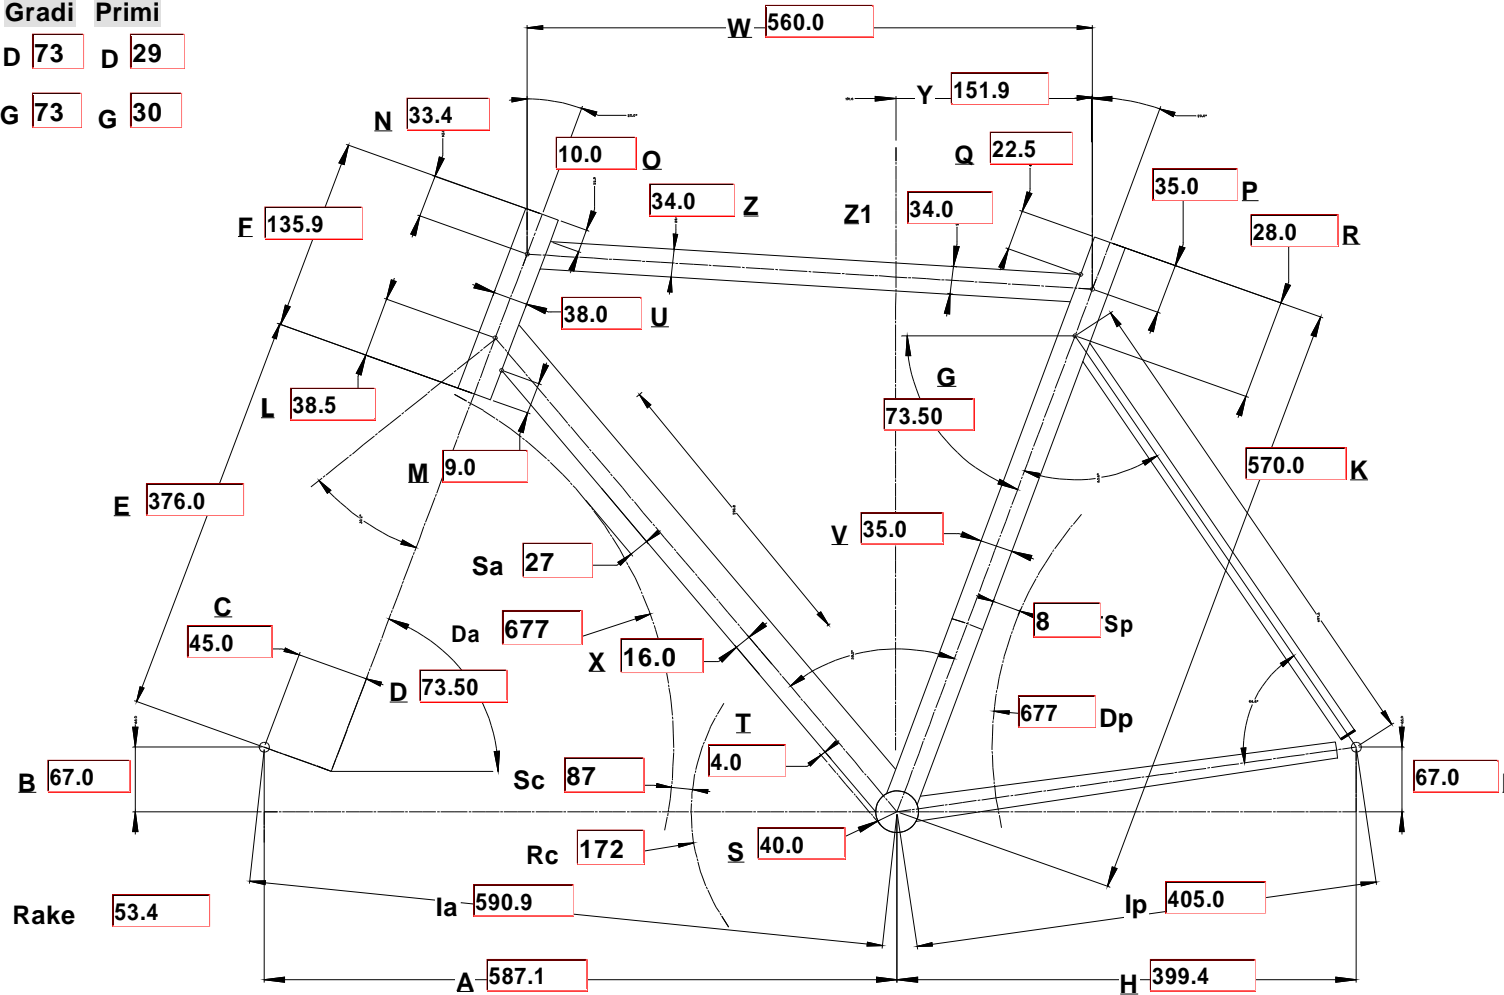 Gradi Primi
D 73 D 29
G 73 G 30
W 560.0
Y 151.9
N 33.4
10.0 O
Q 22.5
35.0 P
34.0 Z
Z1 34.0
F 135.9
28.0 R
38.0 U
G
73.50
L 38.5
M 9.0
570.0 K
E 376.0
V 35.0
Sa 27
C
45.0
Da 677
8 Sp
X 16.0
D 73.50
677 Dp
T
4.0
B 67.0
Sc 87
67.0
Rc 172
S 40.0
Rake 53.4
Ia 590.9
Ip 405.0
A 587.1
H 399.4